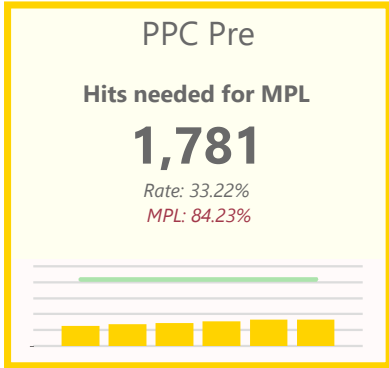 PPC Pre
Hits needed for MPL
1,781
Rate: 33.22%
MPL: 84.23%